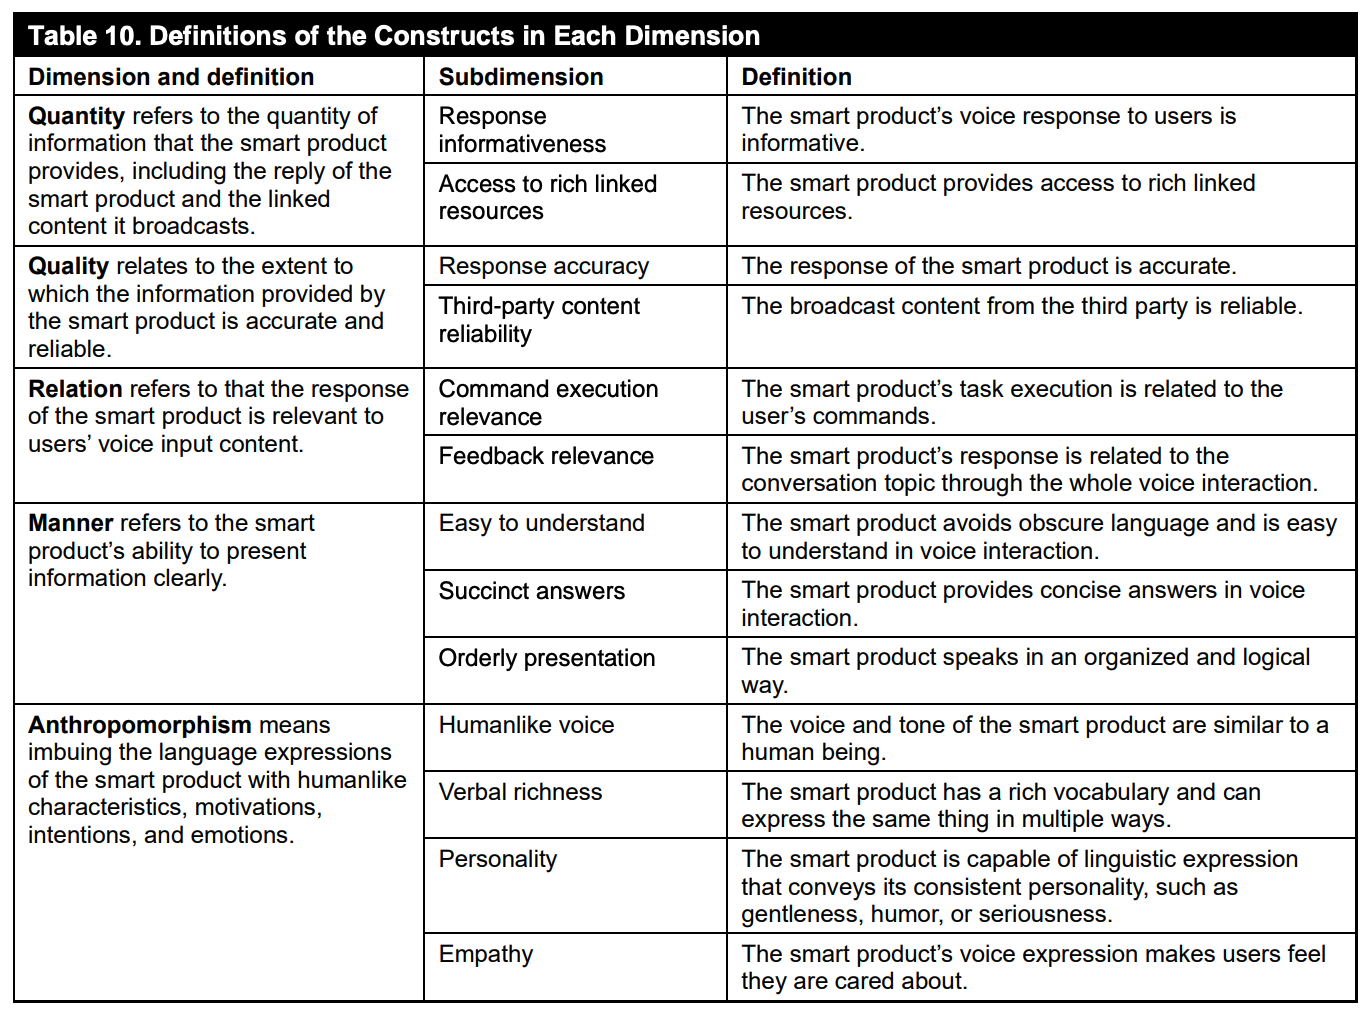 Table 10. Definitions of the Constructs in Each Dimension
Dimension and definition
Subdimension
Definition
Quantity refers to the quantity of
information that the smart product
provides, including the reply of the
smart product and the linked
content it broadcasts.
Response
informativeness
The smart product’s voice response to users is
informative.
Access to rich linked
resources
The smart product provides access to rich linked
resources.
Quality relates to the extent to
which the information provided by
the smart product is accurate and
reliable.
Response accuracy
The response of the smart product is accurate.
Third-party content
reliability
The broadcast content from the third party is reliable.
Relation refers to that the response
of the smart product is relevant to
users’ voice input content.
Command execution
relevance
The smart product’s task execution is related to the
user’s commands.
Feedback relevance
The smart product’s response is related to the
conversation topic through the whole voice interaction.
Manner refers to the smart
product’s ability to present
information clearly.
Easy to understand
The smart product avoids obscure language and is easy
to understand in voice interaction.
Succinct answers
The smart product provides concise answers in voice
interaction.
Orderly presentation
The smart product speaks in an organized and logical
way.
Anthropomorphism means
imbuing the language expressions
of the smart product with humanlike
characteristics, motivations,
intentions, and emotions.
Humanlike voice
The voice and tone of the smart product are similar to a
human being.
Verbal richness
The smart product has a rich vocabulary and can
express the same thing in multiple ways.
Personality
The smart product is capable of linguistic expression
that conveys its consistent personality, such as
gentleness, humor, or seriousness.
Empathy
The smart product’s voice expression makes users feel
they are cared about.